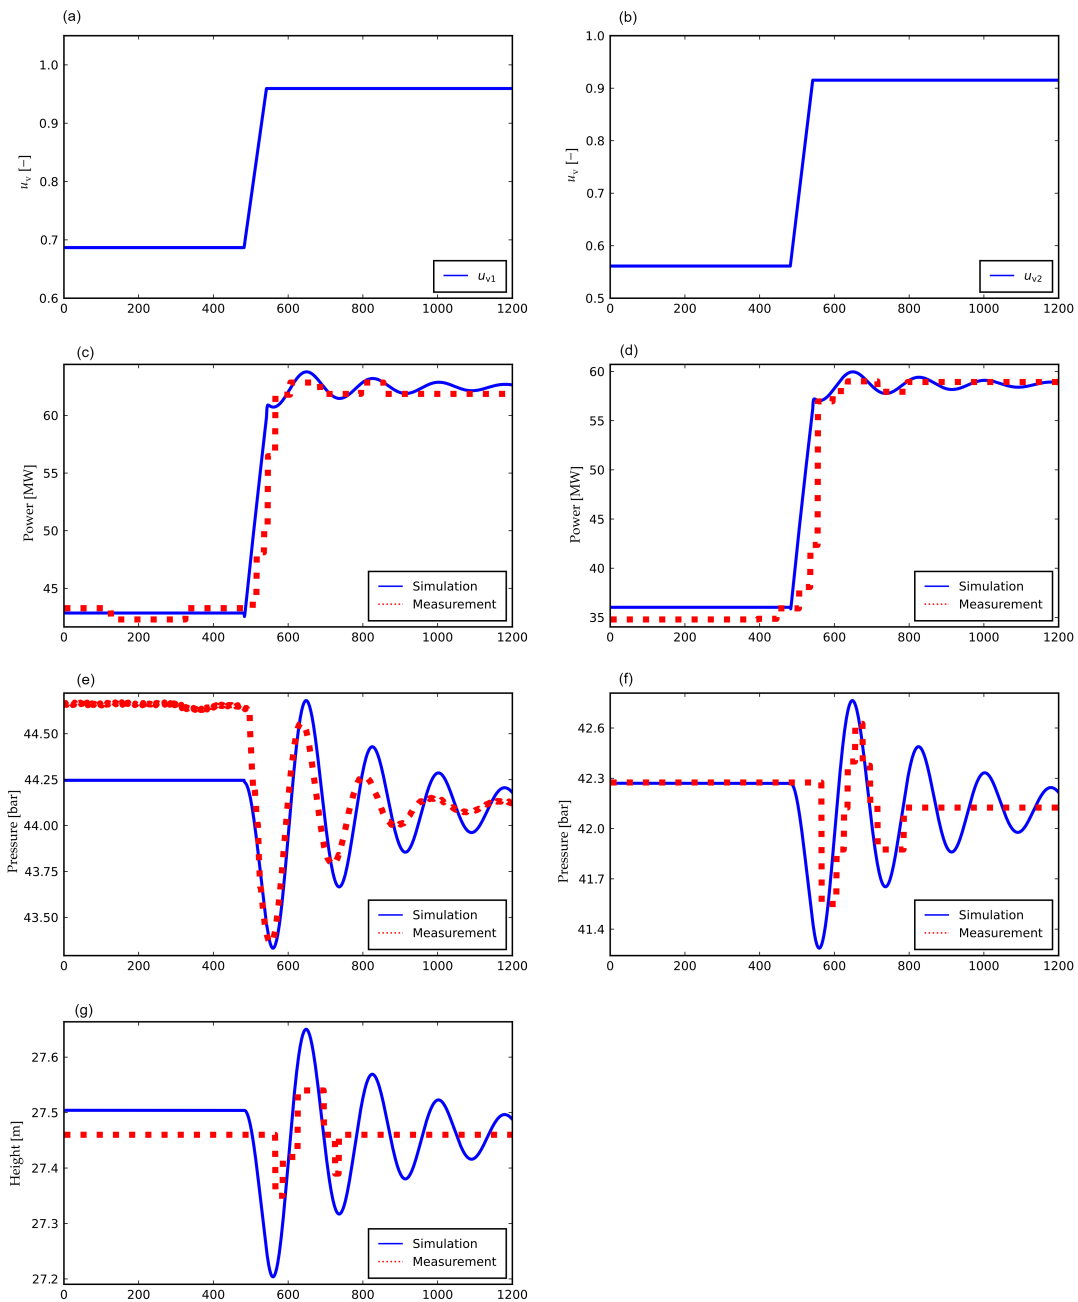 (a)
(b)
1.0
0.9
0.8
0.7
0.6
u_v [−]
u_v1
0 200 400 600 800 1000 1200
1.0
0.9
0.8
0.7
0.6
0.5
u_v [−]
u_v2
0 200 400 600 800 1000 1200
(c)
(d)
60
55
50
45
Power [MW]
Simulation
Measurement
0 200 400 600 800 1000 1200
60
55
50
45
40
35
Power [MW]
Simulation
Measurement
0 200 400 600 800 1000 1200
(e)
(f)
44.50
44.25
44.00
43.75
43.50
Pressure [bar]
Simulation
Measurement
0 200 400 600 800 1000 1200
42.6
42.3
42.0
41.7
41.4
Pressure [bar]
Simulation
Measurement
0 200 400 600 800 1000 1200
(g)
27.6
27.5
27.4
27.3
27.2
Height [m]
Simulation
Measurement
0 200 400 600 800 1000 1200